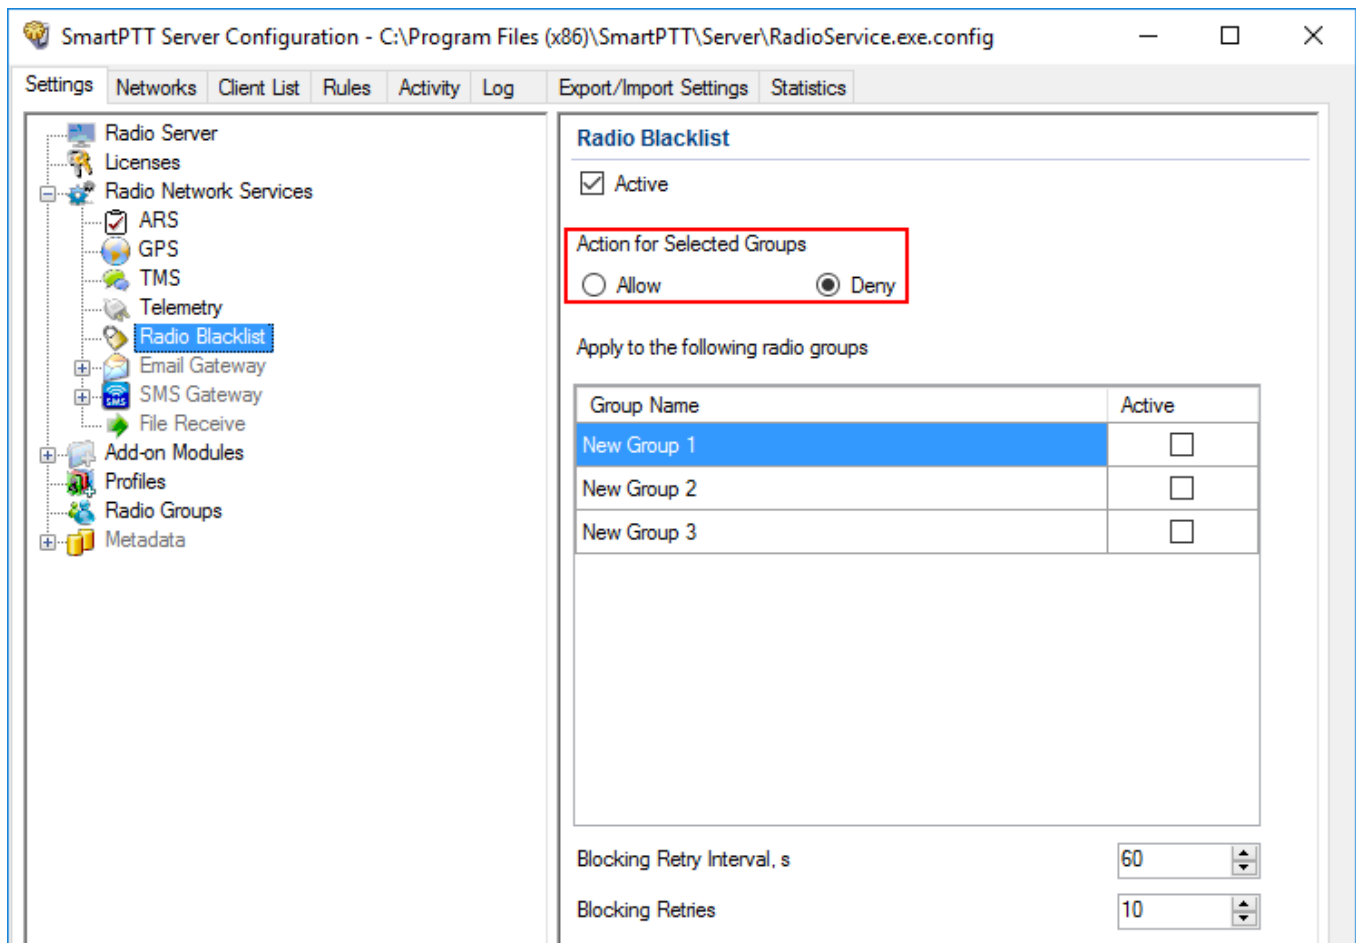 SmartPTT Server Configuration - C:\Program Files (x86)\SmartPTT\Server\RadioService.exe.config
Settings Networks Client List Rules Activity Log Export/Import Settings Statistics
Radio Server
Licenses
Radio Network Services
ARS
GPS
TMS
Telemetry
Radio Blacklist
Email Gateway
SMS
SMS Gateway
File Receive
Add-on Modules
Profiles
Radio Groups
Metadata
Radio Blacklist
Active
Action for Selected Groups
Allow Deny
Apply to the following radio groups
Group Name Active
New Group 1
New Group 2
New Group 3
Blocking Retry Interval, s 60
Blocking Retries 10